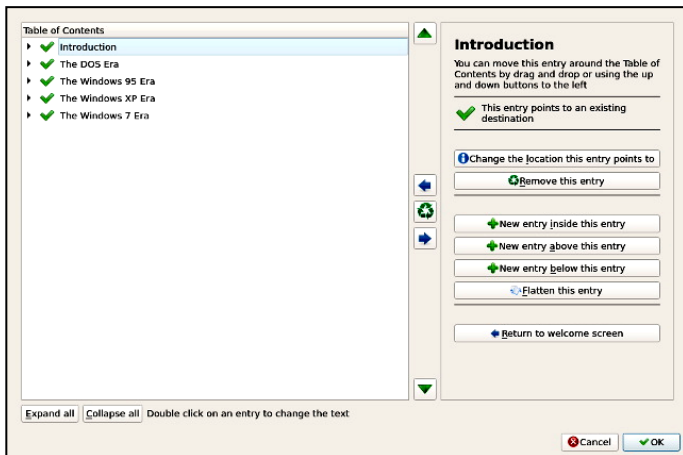 Table of Contents
Introduction
The DOS Era
The Windows 95 Era
The Windows XP Era
The Windows 7 Era
Expand all Collapse all Double click on an entry to change the text
Introduction
You can move this entry around the Table of
Contents by drag and drop or using the up
and down buttons to the left
This entry points to an existing
destination
Change the location this entry points to
Remove this entry
New entry inside this entry
New entry above this entry
New entry below this entry
Flatten this entry
Return to welcome screen
Cancel OK